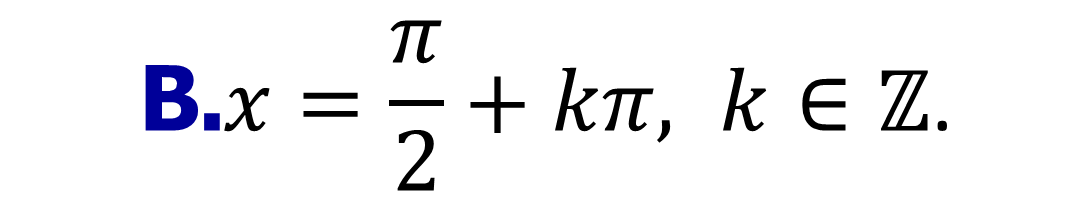 B. x = π/2 + kπ, k ∈ ℤ.